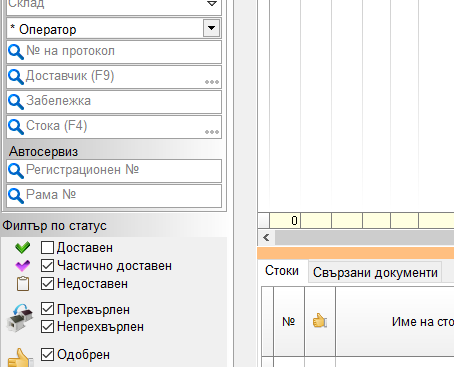 Склад
* Оператор
№ на протокол
Доставчик (F9)
Забележка
Стока (F4)
Автосервиз
Регистрационен №
Рама №
Филтър по статус
Доставен
Частично доставен
Недоставен
Прехвърлен
Непрехвърлен
Одобрен
0
Стоки Свързани документи
№ Име на сто